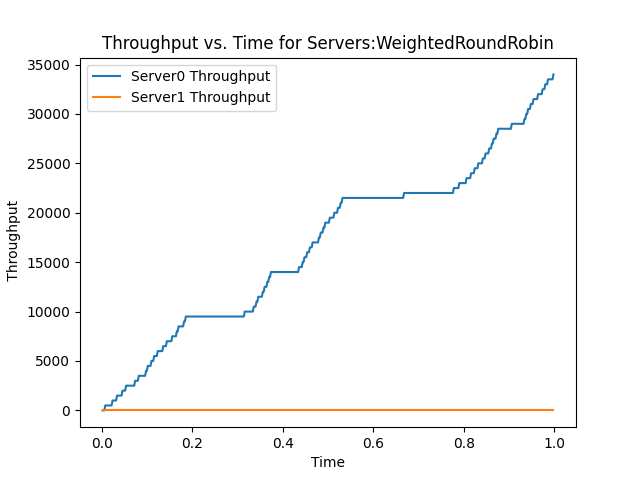 Throughput vs. Time for Servers:WeightedRoundRobin
Server0 Throughput
Server1 Throughput
35000
30000
25000
20000
15000
10000
5000
0
Throughput
0.0 0.2 0.4 0.6 0.8 1.0
Time